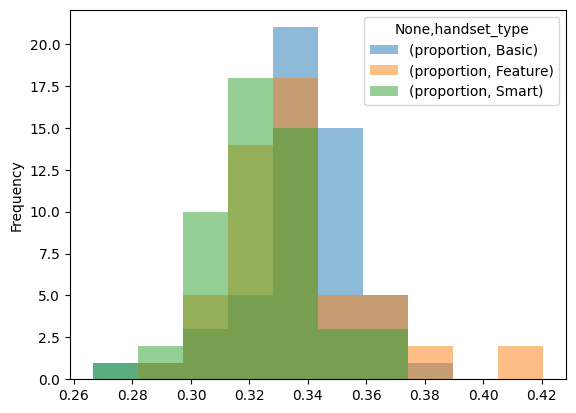 None,handset_type
(proportion, Basic)
(proportion, Feature)
(proportion, Smart)
Frequency
20.0
17.5
15.0
12.5
10.0
7.5
5.0
2.5
0.0
0.26 0.28 0.30 0.32 0.34 0.36 0.38 0.40 0.42